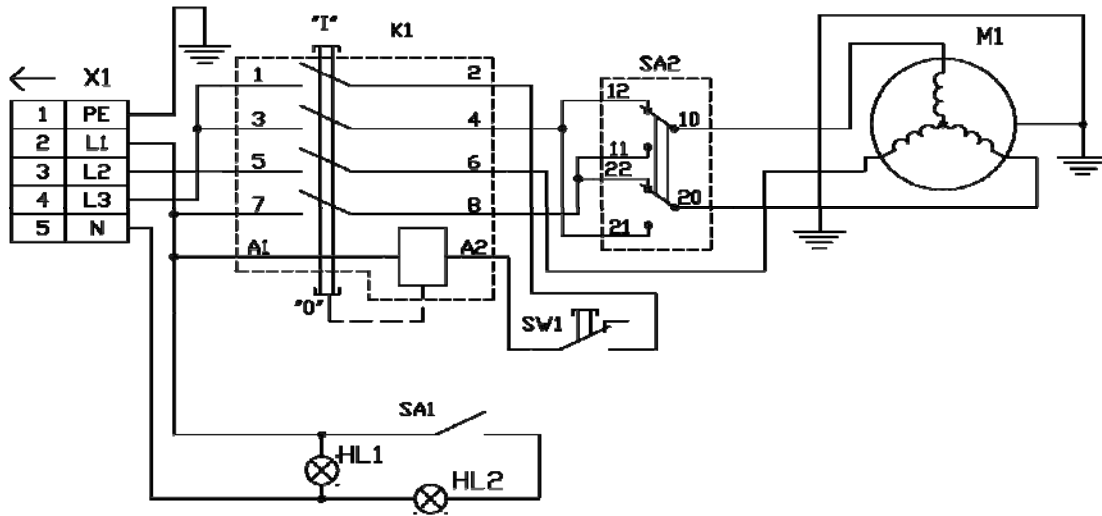 "I" K1
X1
1 PE
2 L1
3 L2
4 L3
5 N
1 2
3 4
5 6
7 8
A1 A2
"O"
SA2
12
10
11
22
20
21
M1
SW1
SA1
HL1
HL2